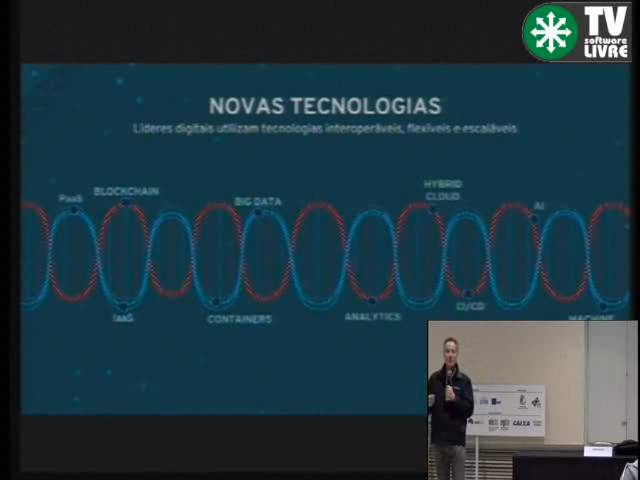 TV
software
LIVRE
NOVAS TECNOLOGIAS
Líderes digitais utilizam tecnologias interoperáveis, flexíveis e escaláveis
PaaS
BLOCKCHAIN
BIG DATA
HYBRID
CLOUD
AI
IaaS
CONTAINERS
ANALYTICS
CI/CD
MACHINE
CAIXA